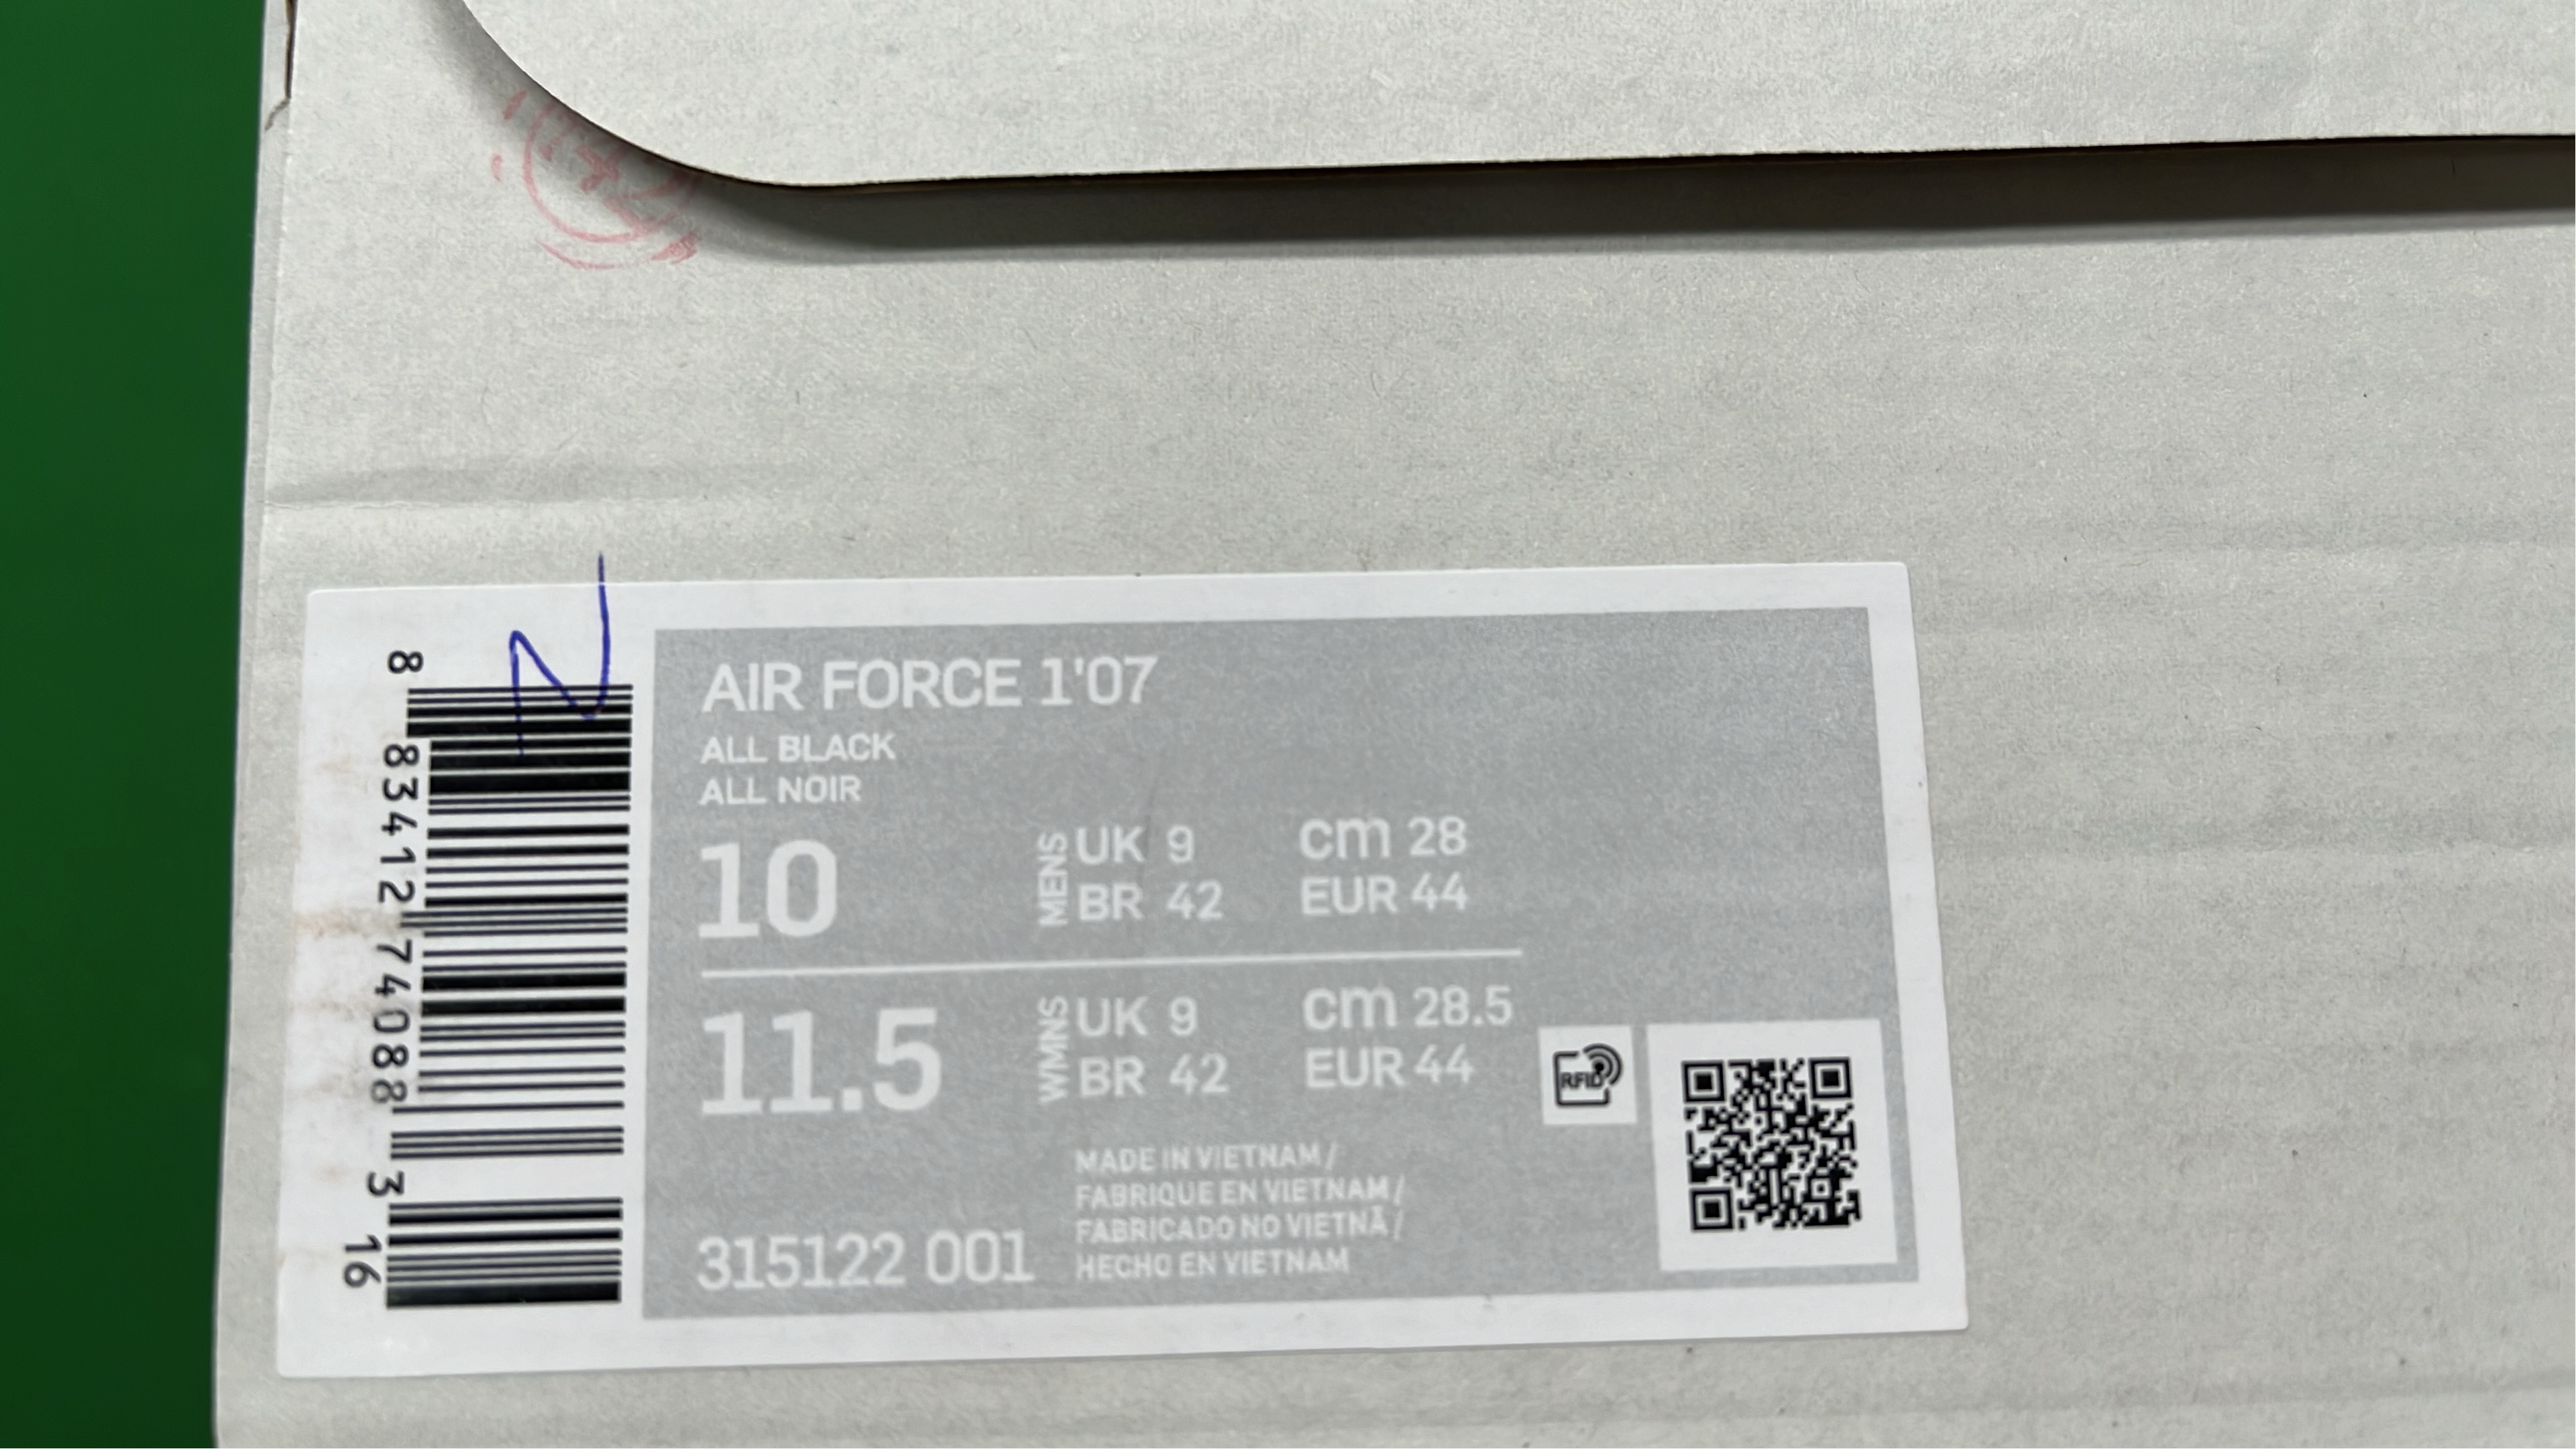 AIR FORCE 1'07
ALL BLACK
ALL NOIR
10
MENS
UK 9 cm 28
BR 42 EUR 44
11.5
WMNS
UK 9 cm 28.5
BR 42 EUR 44
RFID
MADE IN VIETNAM /
FABRIQUE EN VIETNAM /
FABRICADO NO VIETNÃ /
HECHO EN VIETNAM
315122 001
8 83412 74088 3 16
N